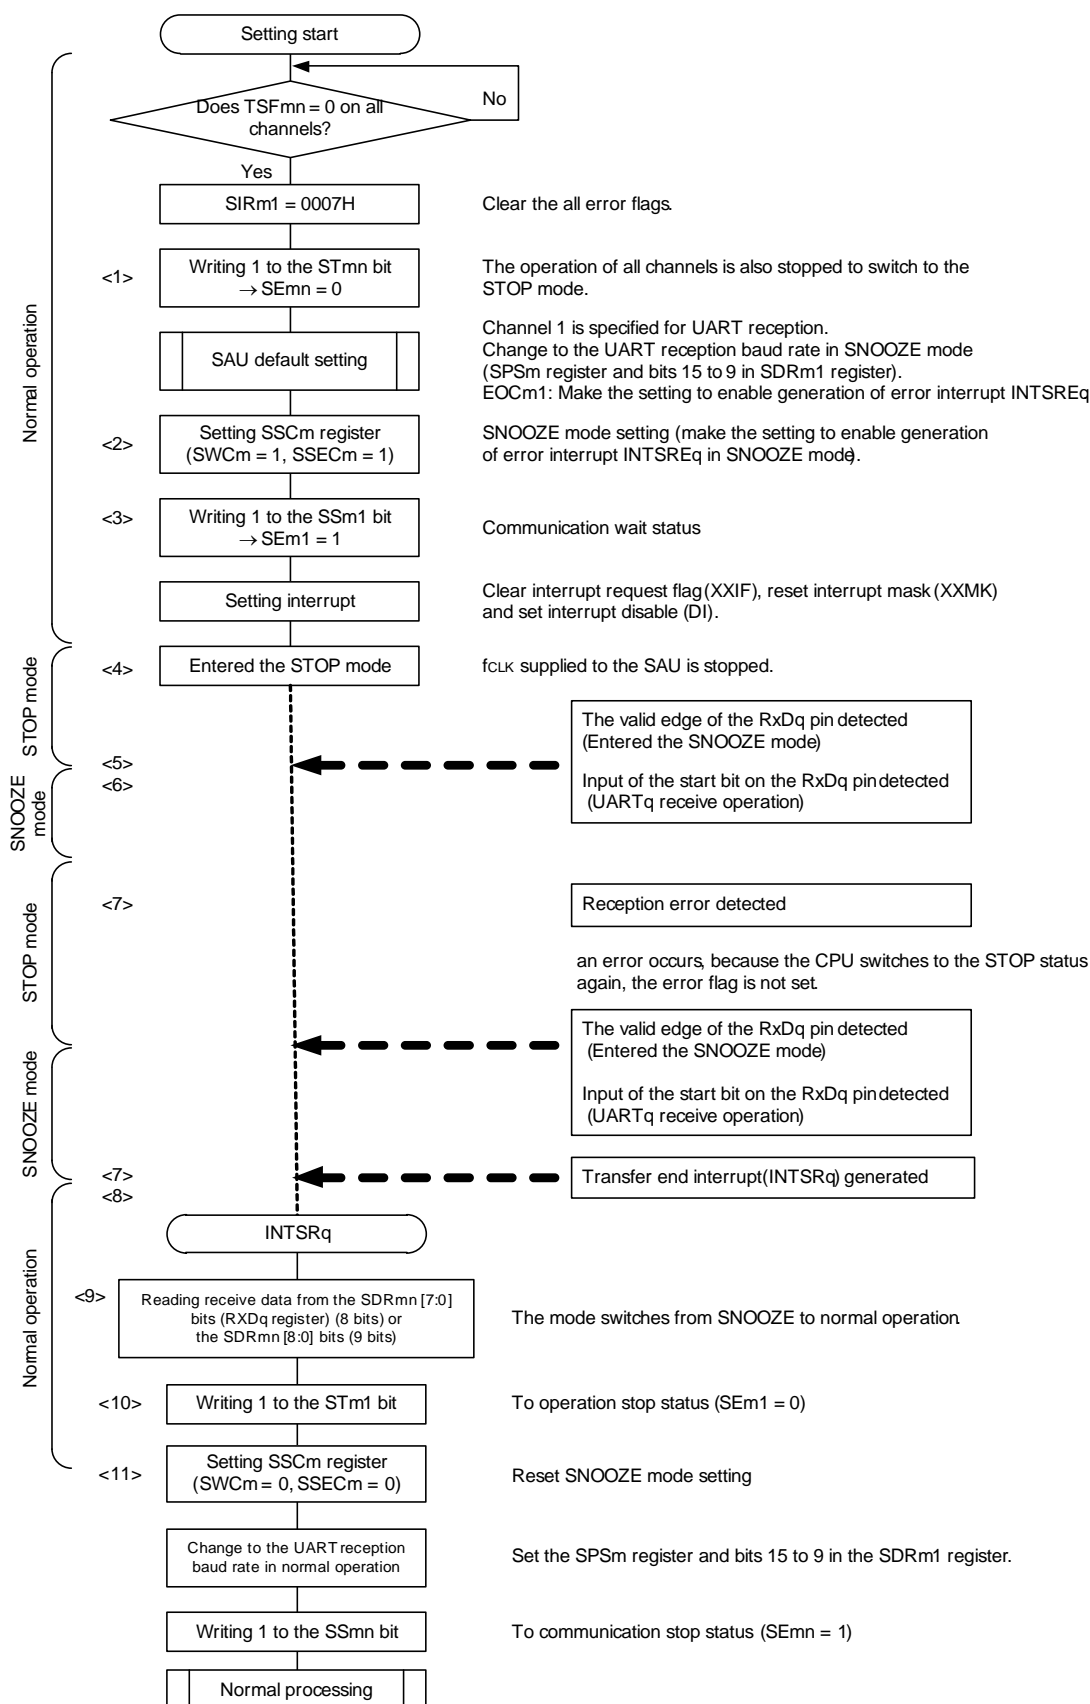 Setting start
No
Does TSFmn = 0 on all
channels?
Yes
SIRm1 = 0007H
Clear the all error flags.
<1>
Writing 1 to the STmn bit
→ SEmn = 0
The operation of all channels is also stopped to switch to the
STOP mode.
Normal operation
SAU default setting
Channel 1 is specified for UART reception.
Change to the UART reception baud rate in SNOOZE mode
(SPSm register and bits 15 to 9 in SDRm1 register).
EOCm1: Make the setting to enable generation of error interrupt INTSREq
<2>
Setting SSCm register
(SWCm = 1, SSECm = 1)
SNOOZE mode setting (make the setting to enable generation
of error interrupt INTSREq in SNOOZE mode).
<3>
Writing 1 to the SSm1 bit
→ SEm1 = 1
Communication wait status
Setting interrupt
Clear interrupt request flag (XXIF), reset interrupt mask (XXMK)
and set interrupt disable (DI).
STOP mode
<4>
Entered the STOP mode
fCLK supplied to the SAU is stopped.
The valid edge of the RxDq pin detected
(Entered the SNOOZE mode)
<5>
Input of the start bit on the RxDq pin detected
(UARTq receive operation)
<6>
SNOOZE
mode
STOP mode
<7>
Reception error detected
an error occurs, because the CPU switches to the STOP status
again, the error flag is not set.
The valid edge of the RxDq pin detected
(Entered the SNOOZE mode)
Input of the start bit on the RxDq pin detected
(UARTq receive operation)
SNOOZE mode
<7>
Transfer end interrupt(INTSRq) generated
<8>
INTSRq
Normal operation
<9>
Reading receive data from the SDRmn [7:0]
bits (RXDq register) (8 bits) or
the SDRmn [8:0] bits (9 bits)
The mode switches from SNOOZE to normal operation.
<10>
Writing 1 to the STm1 bit
To operation stop status (SEm1 = 0)
<11>
Setting SSCm register
(SWCm = 0, SSECm = 0)
Reset SNOOZE mode setting
Change to the UART reception
baud rate in normal operation
Set the SPSm register and bits 15 to 9 in the SDRm1 register.
Writing 1 to the SSmn bit
To communication stop status (SEmn = 1)
Normal processing